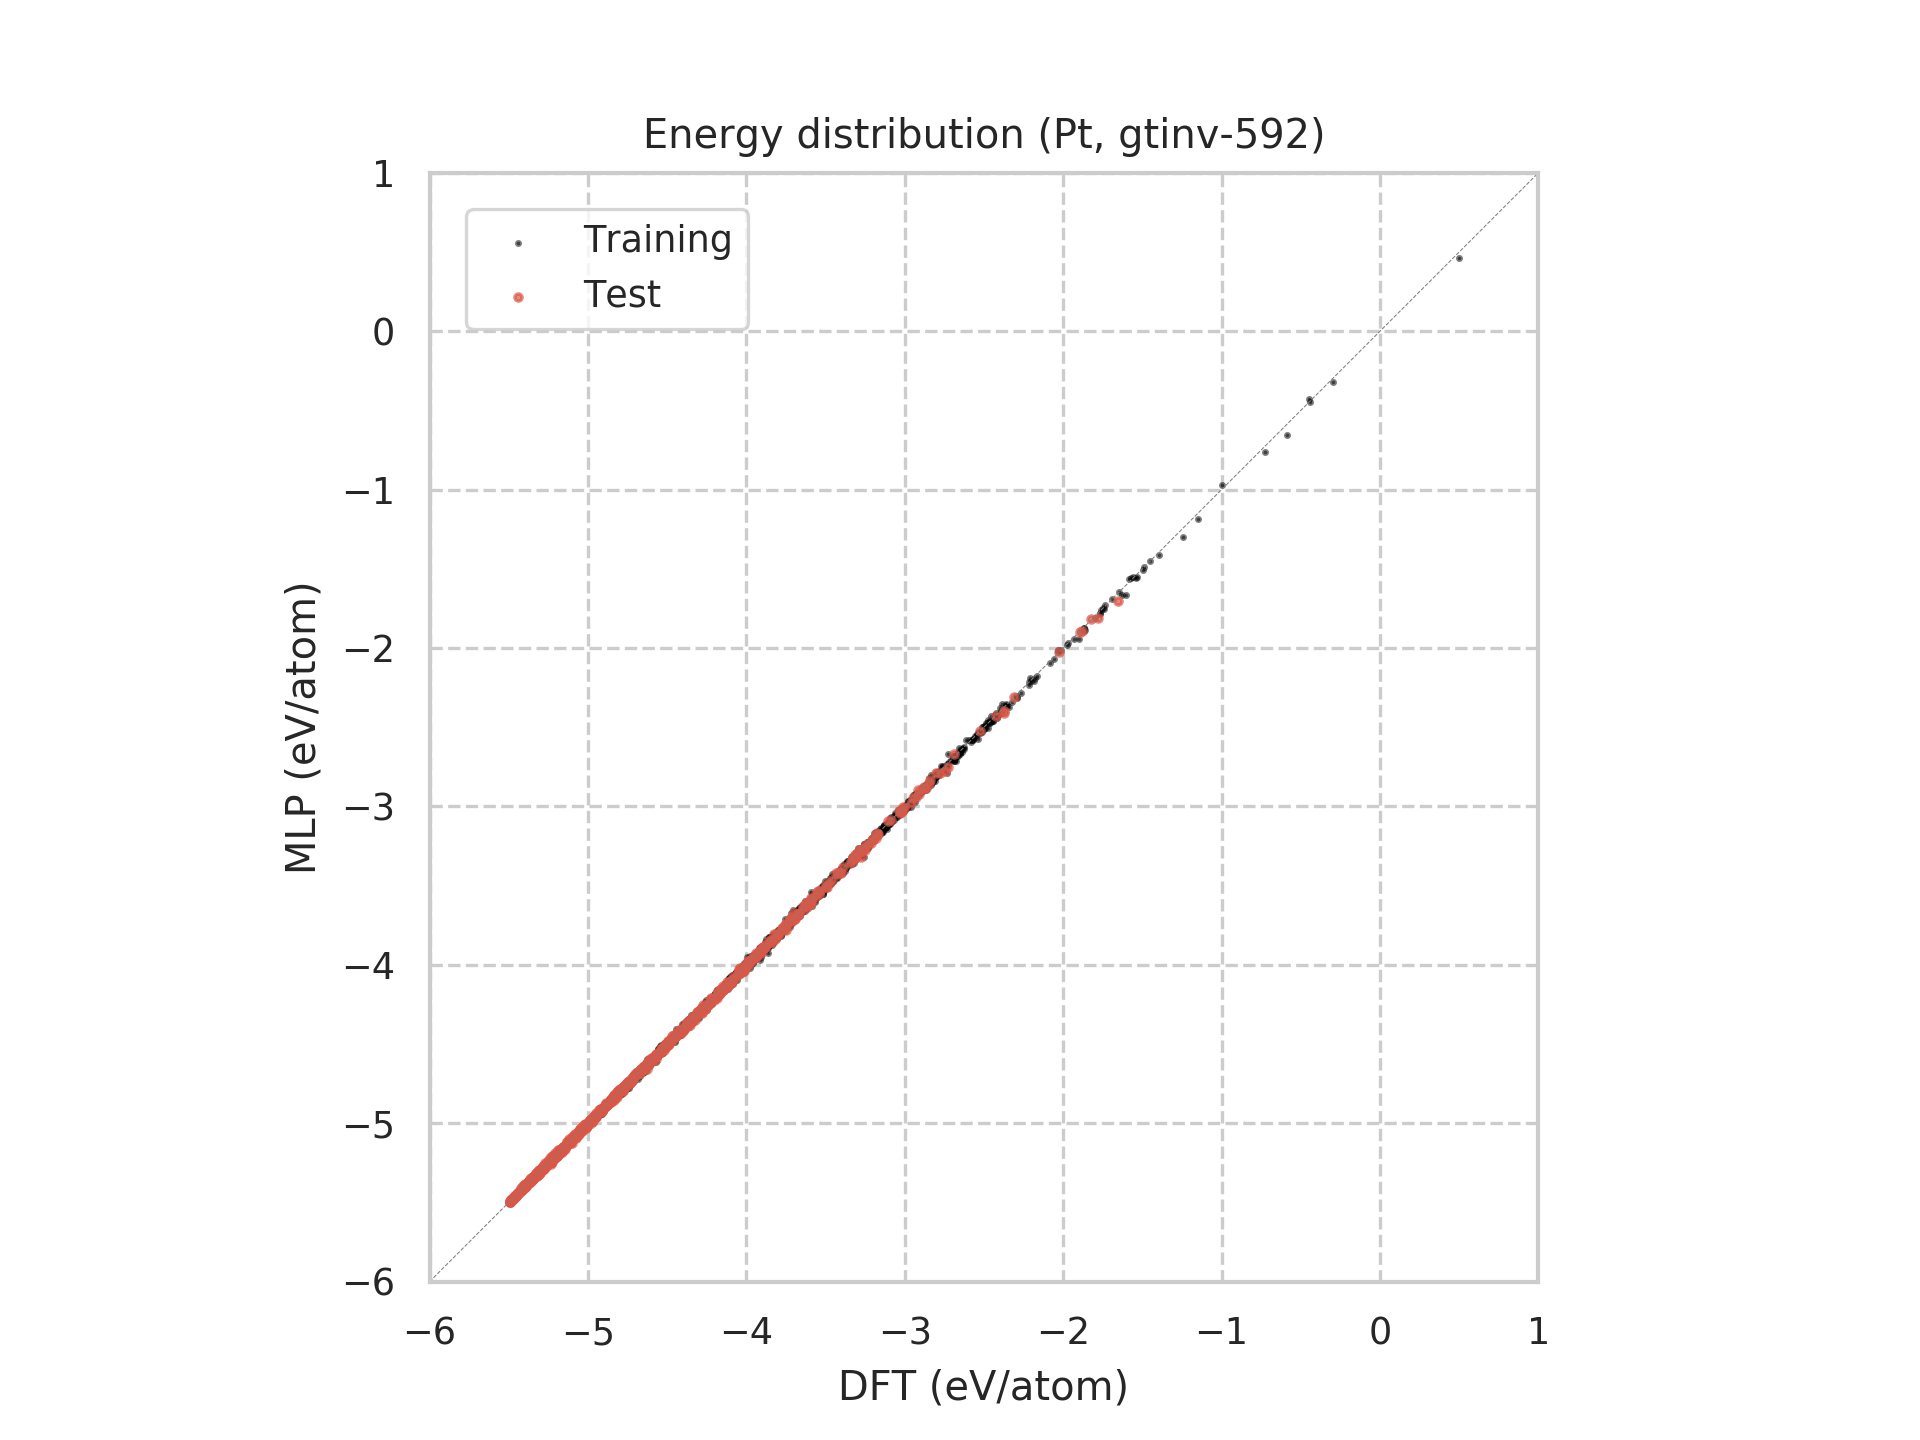 Energy distribution (Pt, gtinv-592)
Training
Test
1
0
−1
−2
−3
−4
−5
−6
MLP (eV/atom)
−6 −5 −4 −3 −2 −1 0 1
DFT (eV/atom)